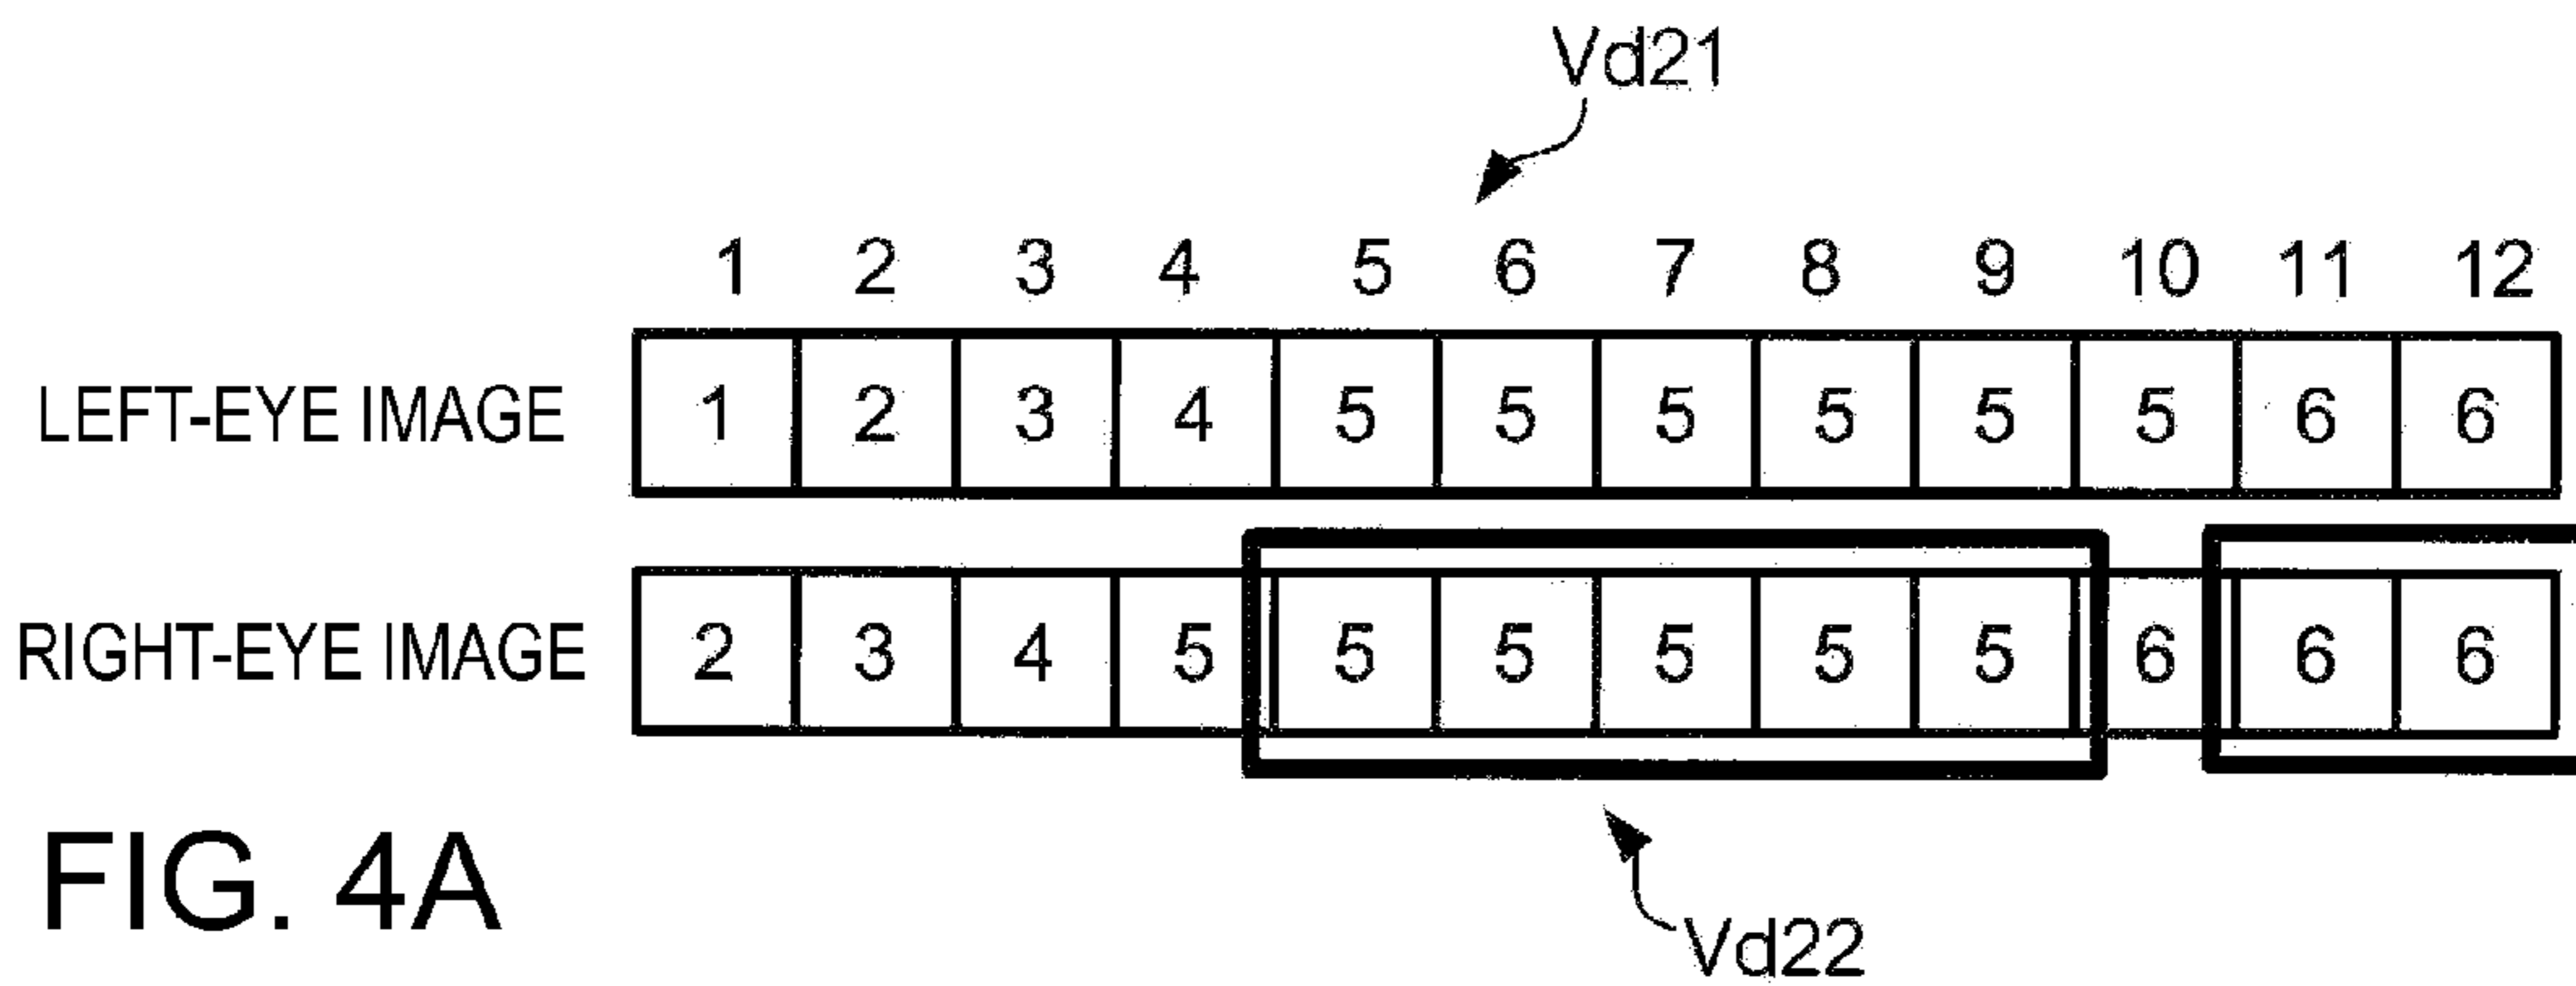 Vd21
1 2 3 4 5 6 7 8 9 10 11 12
LEFT-EYE IMAGE 1 2 3 4 5 5 5 5 5 5 6 6
RIGHT-EYE IMAGE 2 3 4 5 5 5 5 5 5 6 6 6
FIG. 4A
Vd22